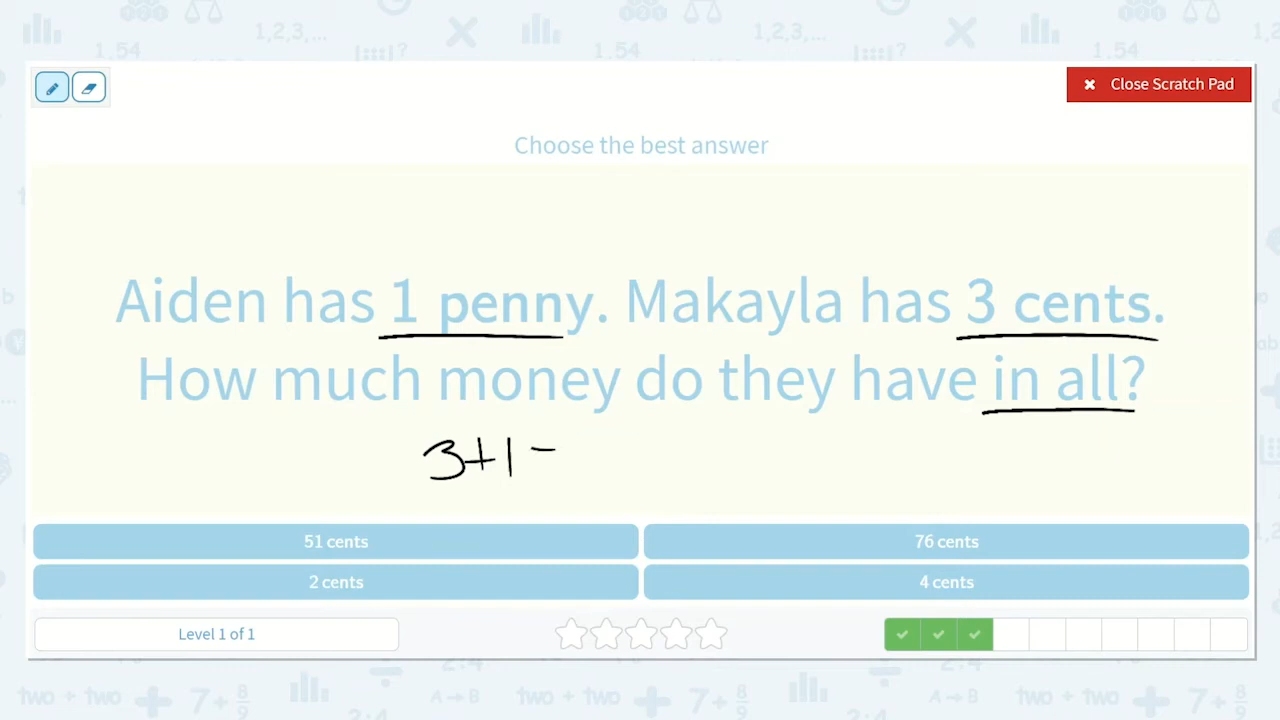 Close Scratch Pad
Choose the best answer
Aiden has 1 penny. Makayla has 3 cents.
How much money do they have in all?
3+1 -
51 cents
76 cents
2 cents
4 cents
Level 1 of 1